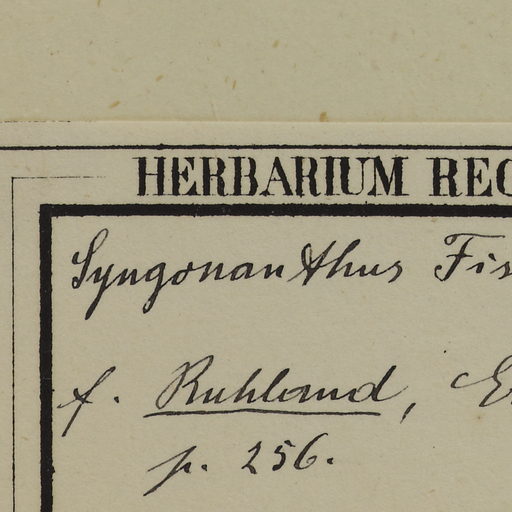 HERBARIUM REG
Syngonanthus Fis
f. Ruhland, E
p. 256.